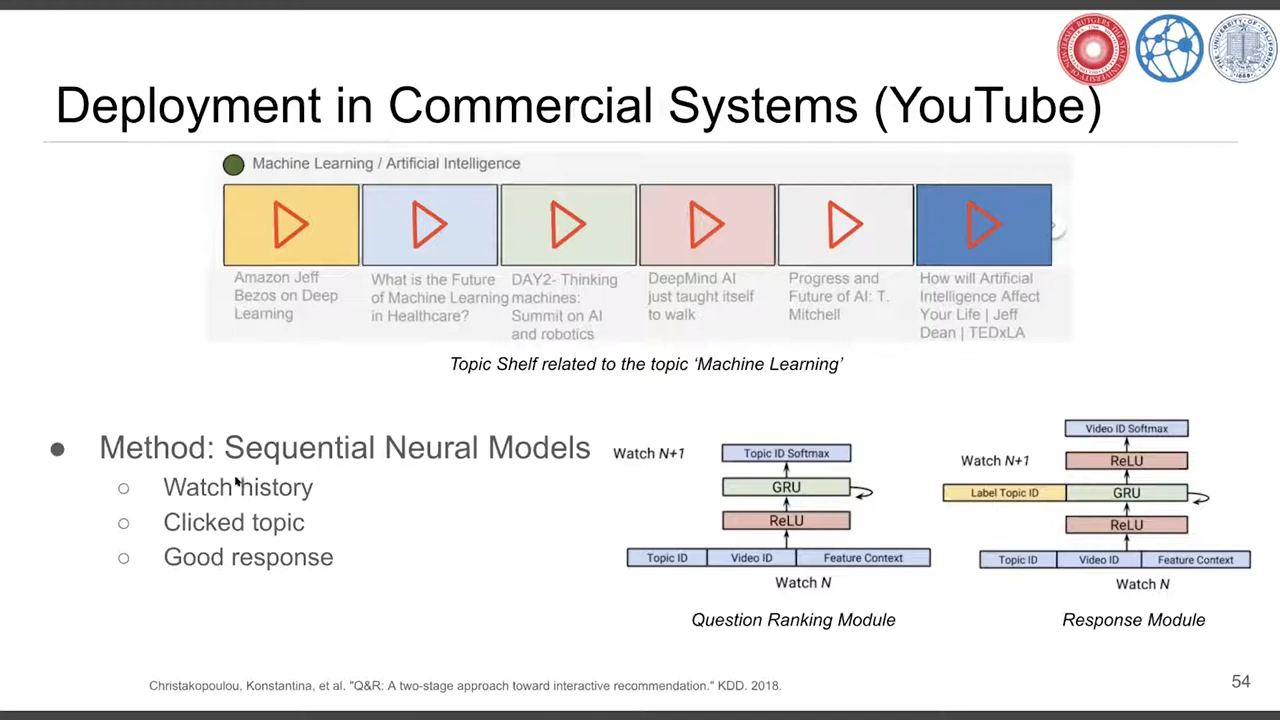 Deployment in Commercial Systems (YouTube)
Machine Learning / Artificial Intelligence
Amazon Jeff
Bezos on Deep
Learning
What is the Future
of Machine Learning
in Healthcare?
DAY2- Thinking
machines:
Summit on AI
and robotics
DeepMind AI
just taught itself
to walk
Progress and
Future of AI: T.
Mitchell
How will Artificial
Intelligence Affect
Your Life | Jeff
Dean | TEDxLA
Topic Shelf related to the topic ‘Machine Learning’
● Method: Sequential Neural Models
○ Watch history
○ Clicked topic
○ Good response
Watch N+1
Topic ID Softmax
GRU
ReLU
Topic ID Video ID Feature Context
Watch N
Question Ranking Module
Video ID Softmax
Watch N+1
ReLU
Label Topic ID GRU
ReLU
Topic ID Video ID Feature Context
Watch N
Response Module
Christakopoulou, Konstantina, et al. "Q&R: A two-stage approach toward interactive recommendation." KDD. 2018.
54